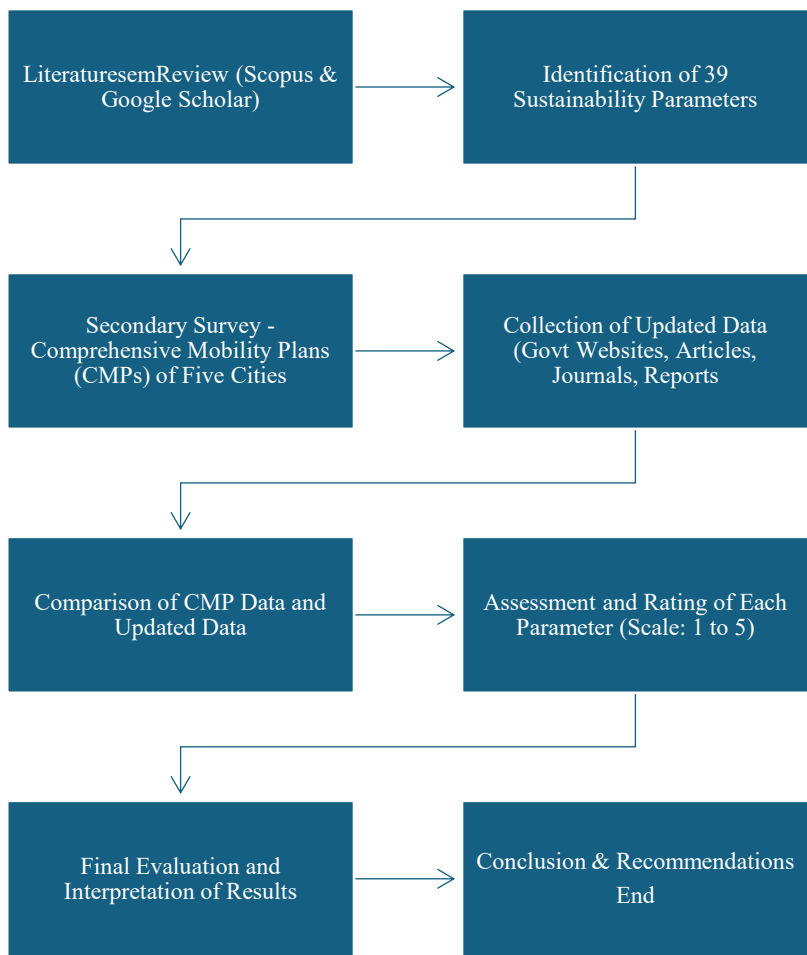 LiteraturesemReview (Scopus &
Google Scholar)
Identification of 39
Sustainability Parameters
Secondary Survey -
Comprehensive Mobility Plans
(CMPs) of Five Cities
Collection of Updated Data
(Govt Websites, Articles,
Journals, Reports
Comparison of CMP Data and
Updated Data
Assessment and Rating of Each
Parameter (Scale: 1 to 5)
Final Evaluation and
Interpretation of Results
Conclusion & Recommendations
End